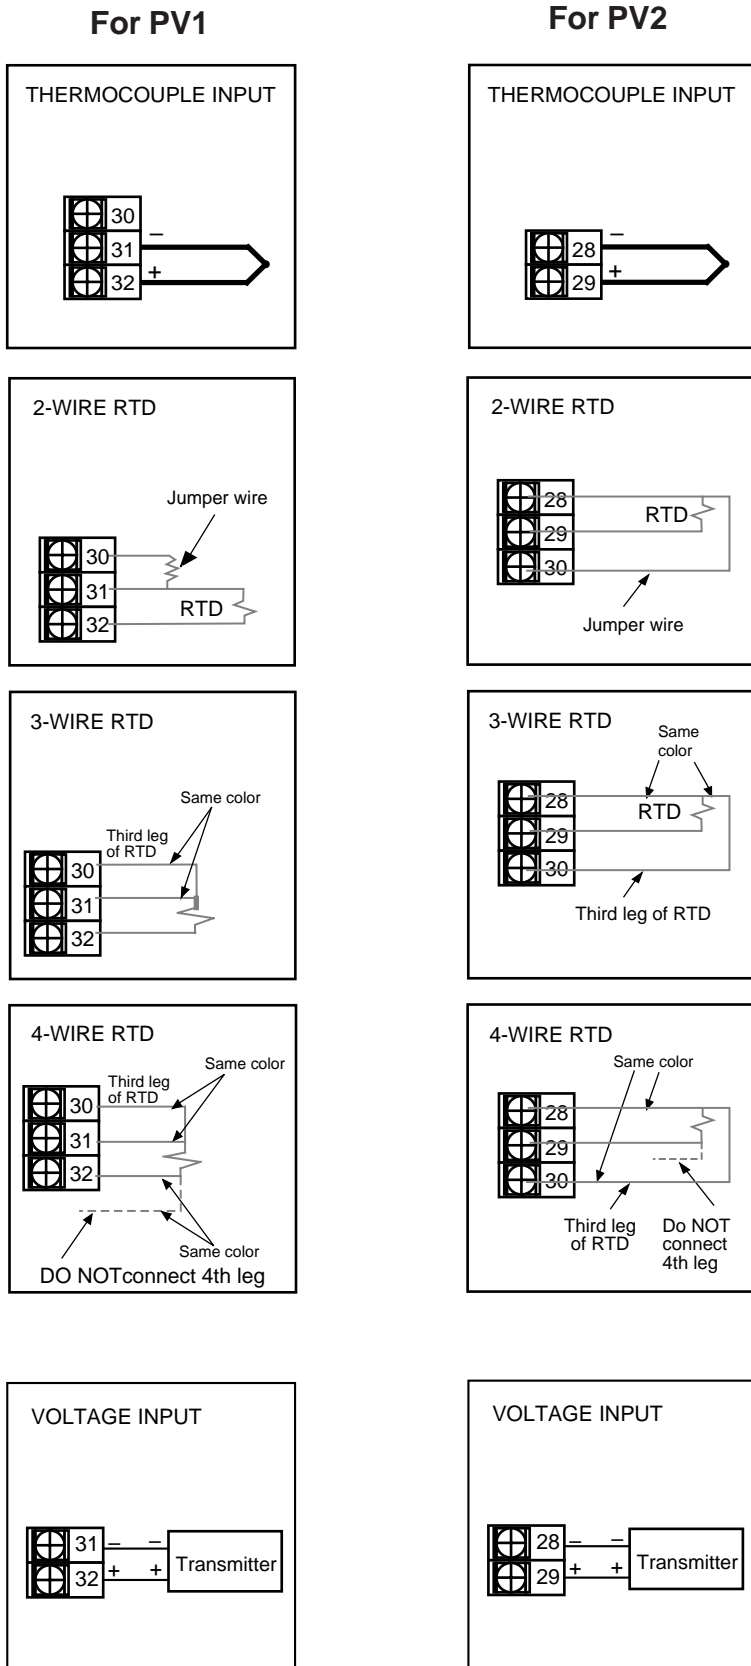 For PV1
THERMOCOUPLE INPUT
30
31
32
–
+
2-WIRE RTD
Jumper wire
30
31
32
RTD
3-WIRE RTD
Same color
Third leg
of RTD
30
31
32
4-WIRE RTD
Same color
Third leg
of RTD
30
31
32
Same color
DO NOTconnect 4th leg
VOLTAGE INPUT
31 – –
32 + +
Transmitter
For PV2
THERMOCOUPLE INPUT
–
28
+
29
2-WIRE RTD
28
RTD
29
30
Jumper wire
3-WIRE RTD
Same
color
28
RTD
29
30
Third leg of RTD
4-WIRE RTD
Same color
28
29
30
Third leg
of RTD
Do NOT
connect
4th leg
VOLTAGE INPUT
28 – –
29 + +
Transmitter